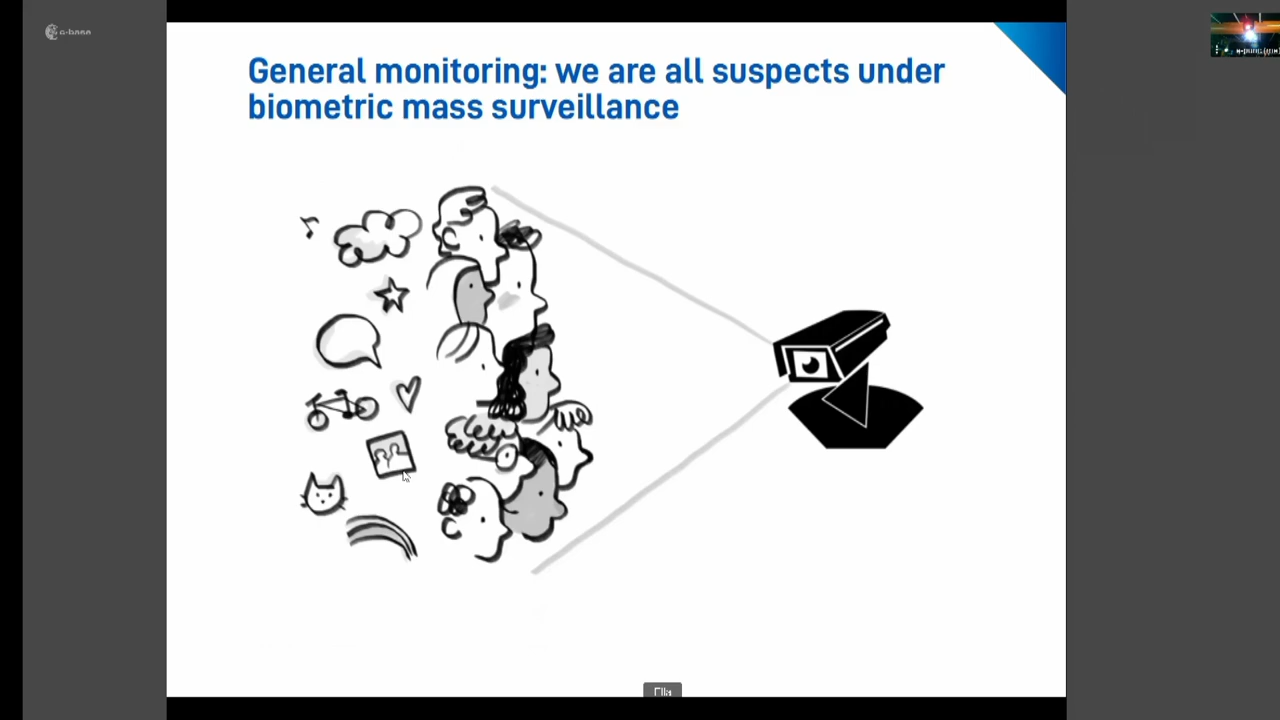 General monitoring: we are all suspects under
biometric mass surveillance